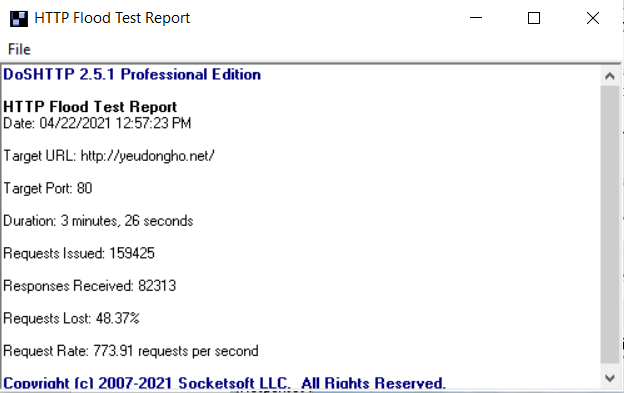 HTTP Flood Test Report
File
DoSHTTP 2.5.1 Professional Edition
HTTP Flood Test Report
Date: 04/22/2021 12:57:23 PM
Target URL: http://yeudongho.net/
Target Port: 80
Duration: 3 minutes, 26 seconds
Requests Issued: 159425
Responses Received: 82313
Requests Lost: 48.37%
Request Rate: 773.91 requests per second
Copyright (c) 2007-2021 Socketsoft LLC. All Rights Reserved.